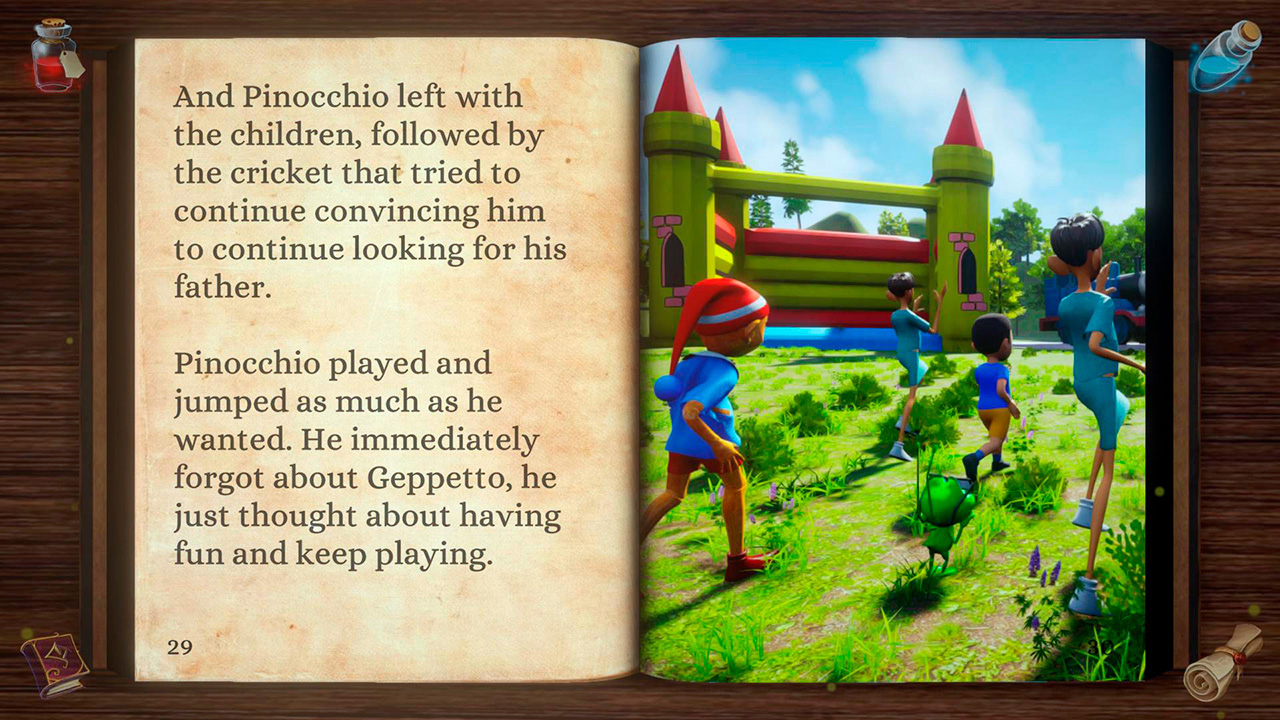 And Pinocchio left with
the children, followed by
the cricket that tried to
continue convincing him
to continue looking for his
father.
Pinocchio played and
jumped as much as he
wanted. He immediately
forgot about Geppetto, he
just thought about having
fun and keep playing.
29